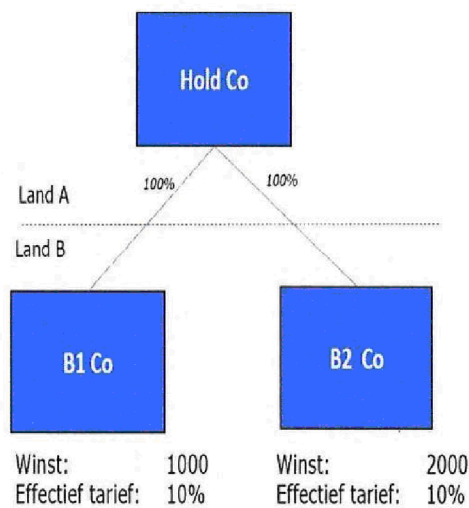 Hold Co
100% 100%
Land A
Land B
B1 Co
B2 Co
Winst: 1000
Effectief tarief: 10%
Winst: 2000
Effectief tarief: 10%